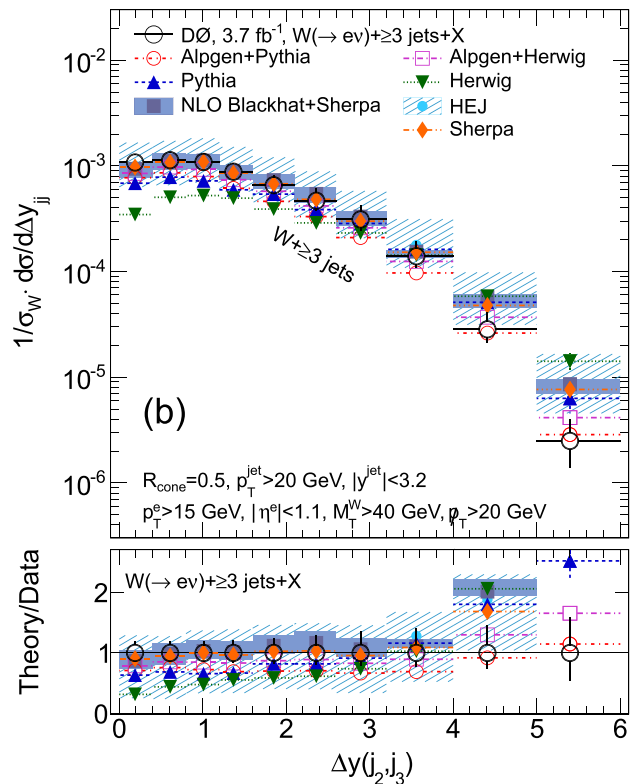 DØ, 3.7 fb⁻¹, W(→ eν)+≥3 jets+X
Alpgen+Pythia
Alpgen+Herwig
Pythia
Herwig
NLO Blackhat+Sherpa
HEJ
Sherpa
10⁻²
10⁻³
10⁻⁴
10⁻⁵
10⁻⁶
1/σ_W · dσ/dΔy_jj
W+≥3 jets
(b)
R_cone=0.5, p_T^jet>20 GeV, |y^jet|<3.2
p_T^e>15 GeV, |η^e|<1.1, M_T^W>40 GeV, p̸_T>20 GeV
W(→ eν)+≥3 jets+X
Theory/Data
2
1
0
0 1 2 3 4 5 6
Δy(j₂,j₃)